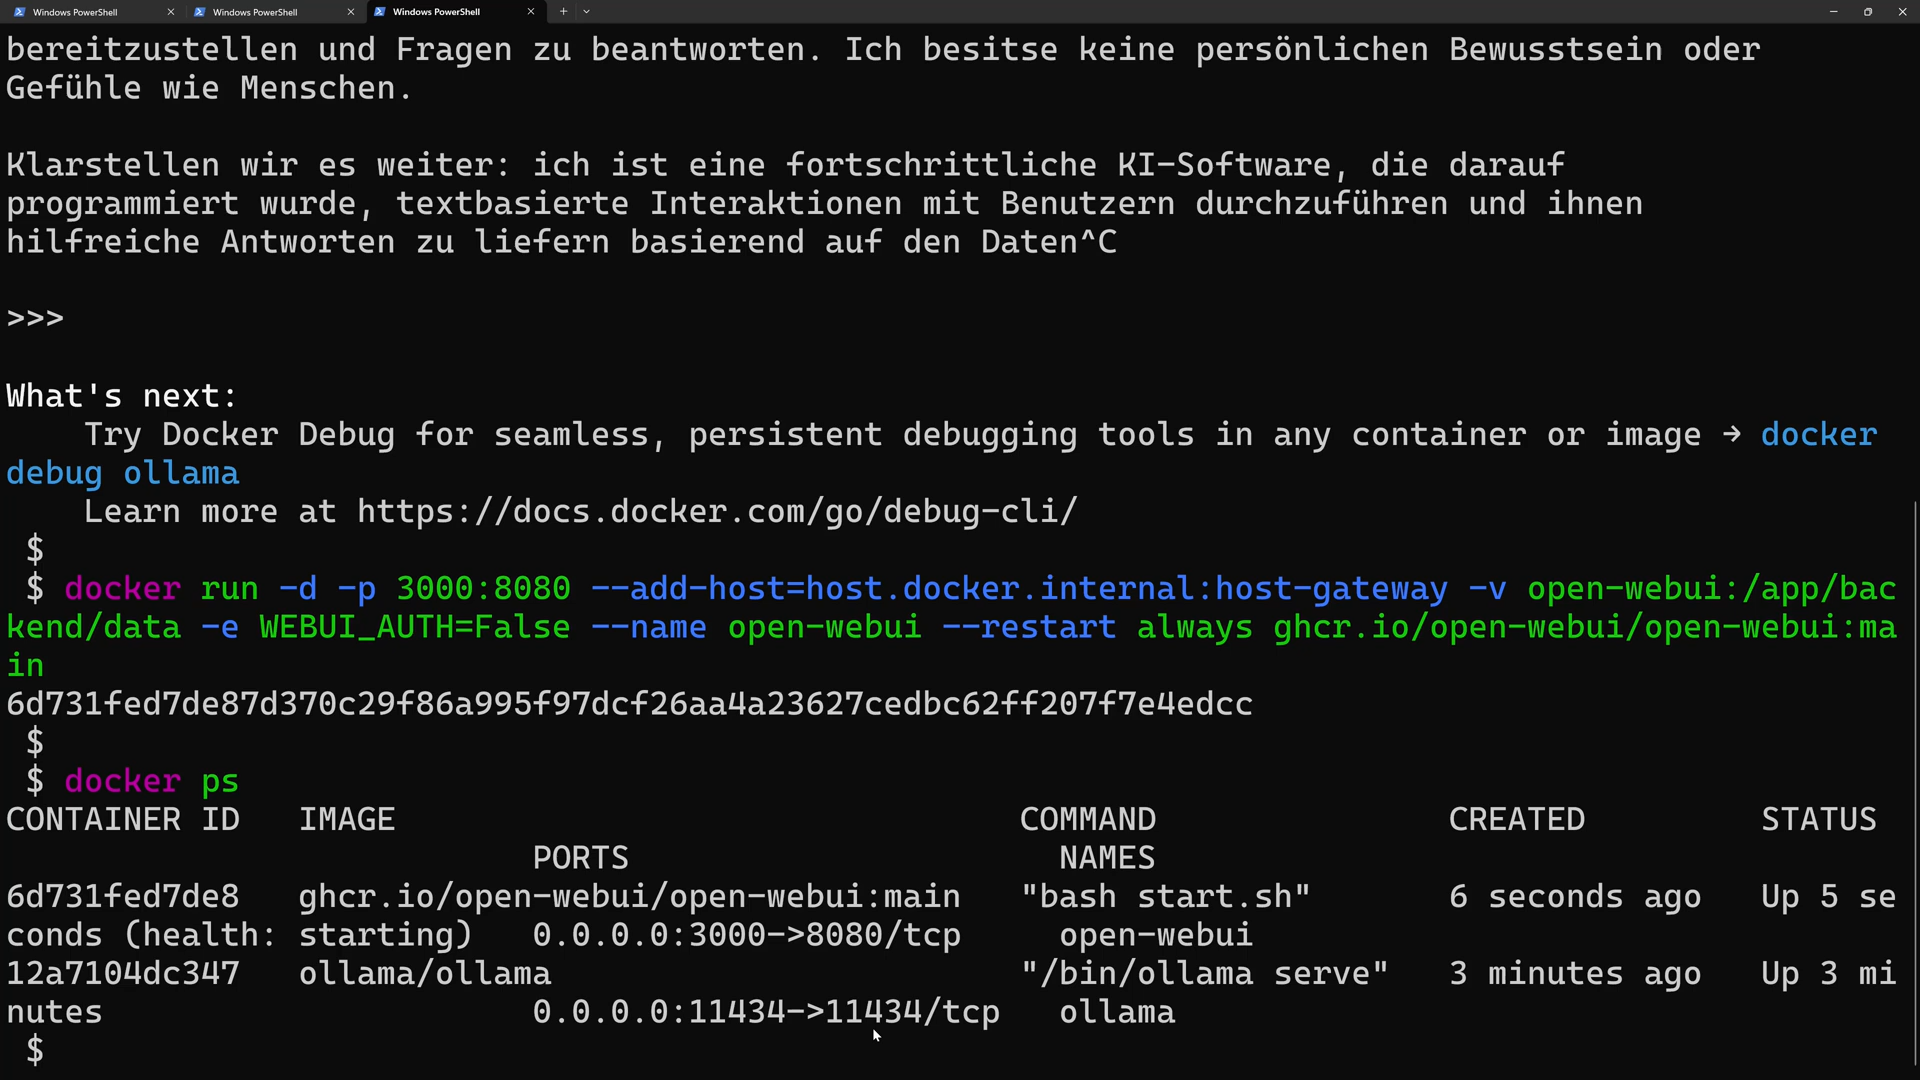 Windows PowerShell
Windows PowerShell
Windows PowerShell
bereitzustellen und Fragen zu beantworten. Ich besitse keine persönlichen Bewusstsein oder
Gefühle wie Menschen.
Klarstellen wir es weiter: ich ist eine fortschrittliche KI-Software, die darauf
programmiert wurde, textbasierte Interaktionen mit Benutzern durchzuführen und ihnen
hilfreiche Antworten zu liefern basierend auf den Daten^C
>>>
What's next:
Try Docker Debug for seamless, persistent debugging tools in any container or image → docker
debug ollama
Learn more at https://docs.docker.com/go/debug-cli/
$
$ docker run -d -p 3000:8080 --add-host=host.docker.internal:host-gateway -v open-webui:/app/bac
kend/data -e WEBUI_AUTH=False --name open-webui --restart always ghcr.io/open-webui/open-webui:ma
in
6d731fed7de87d370c29f86a995f97dcf26aa4a23627cedbc62ff207f7e4edcc
$
$ docker ps
CONTAINER ID   IMAGE                                COMMAND               CREATED         STATUS
PORTS                      NAMES
6d731fed7de8   ghcr.io/open-webui/open-webui:main   "bash start.sh"       6 seconds ago   Up 5 se
conds (health: starting)   0.0.0.0:3000->8080/tcp     open-webui
12a7104dc347   ollama/ollama                        "/bin/ollama serve"   3 minutes ago   Up 3 mi
nutes                      0.0.0.0:11434->11434/tcp   ollama
$